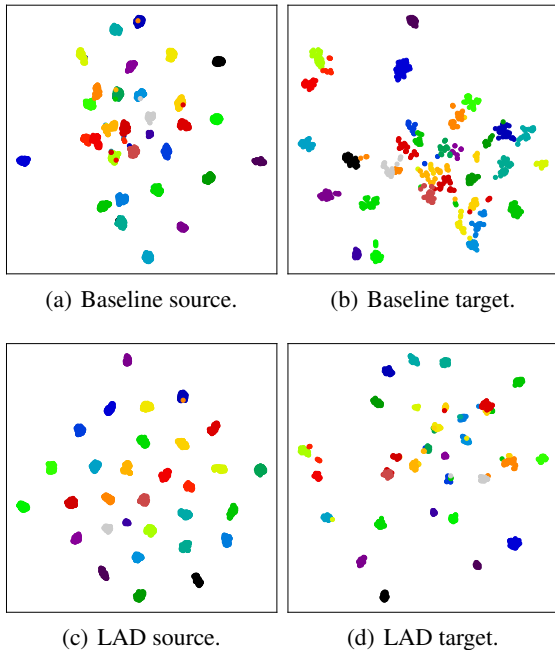 (a) Baseline source.
(b) Baseline target.
(c) LAD source.
(d) LAD target.